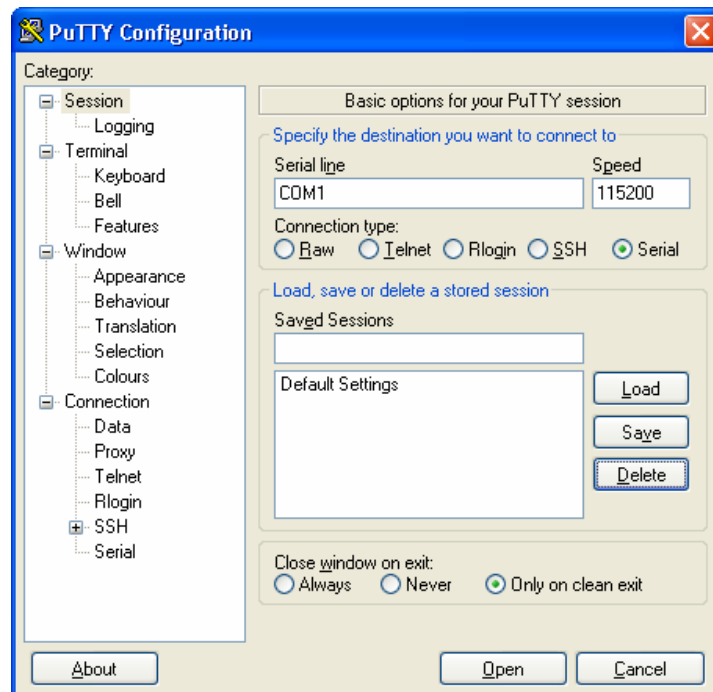 PuTTY Configuration
Category:
Session
Logging
Terminal
Keyboard
Bell
Features
Window
Appearance
Behaviour
Translation
Selection
Colours
Connection
Data
Proxy
Telnet
Rlogin
SSH
Serial
Basic options for your PuTTY session
Specify the destination you want to connect to
Serial line Speed
COM1 115200
Connection type:
Raw Telnet Rlogin SSH Serial
Load, save or delete a stored session
Saved Sessions
Default Settings
Load
Save
Delete
Close window on exit:
Always Never Only on clean exit
About Open Cancel